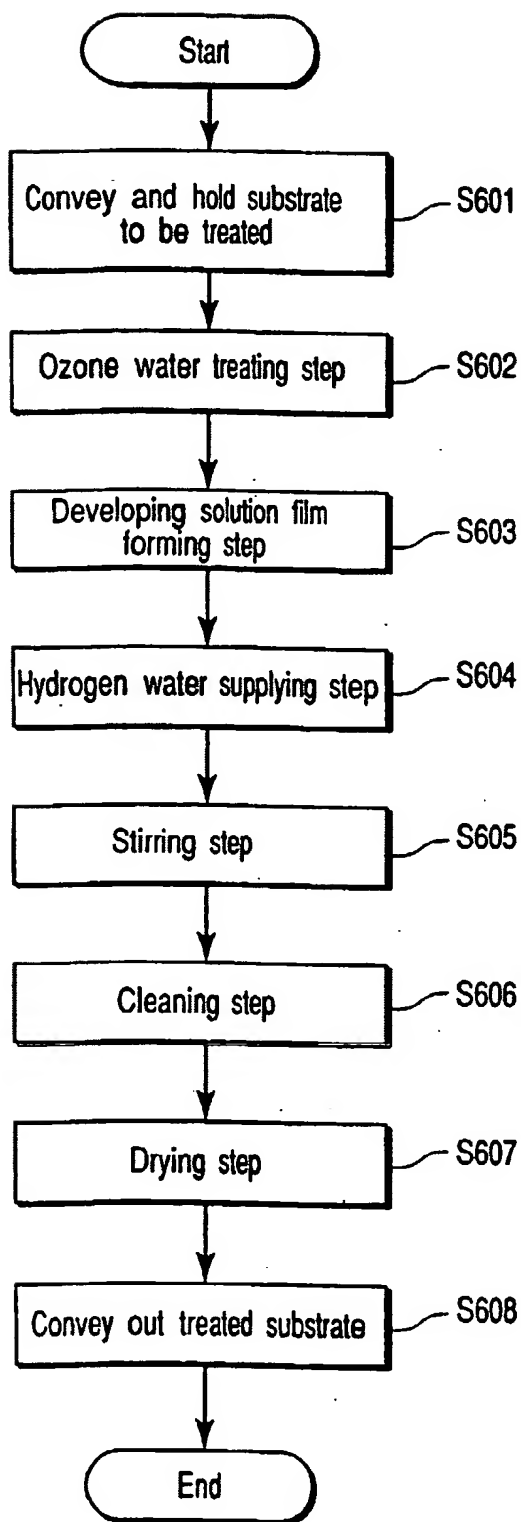 Start
Convey and hold substrate
to be treated
S601
Ozone water treating step
S602
Developing solution film
forming step
S603
Hydrogen water supplying step
S604
Stirring step
S605
Cleaning step
S606
Drying step
S607
Convey out treated substrate
S608
End